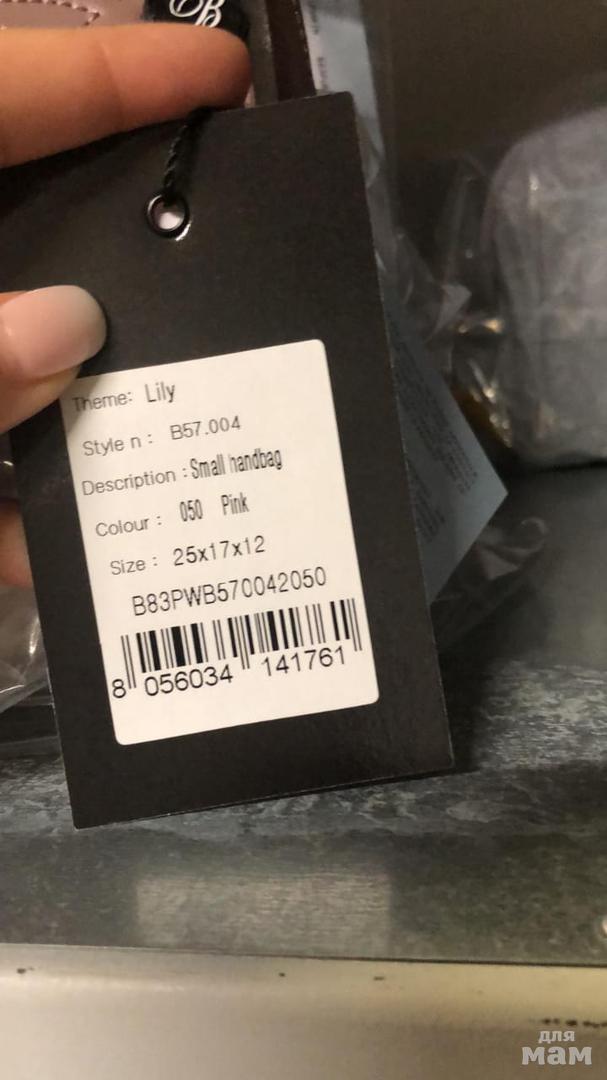 B
Theme: Lily
Style n : B57.004
Description : Small handbag
Colour : 050 Pink
Size : 25x17x12
B83PWB570042050
8 056034 141761
для
мам